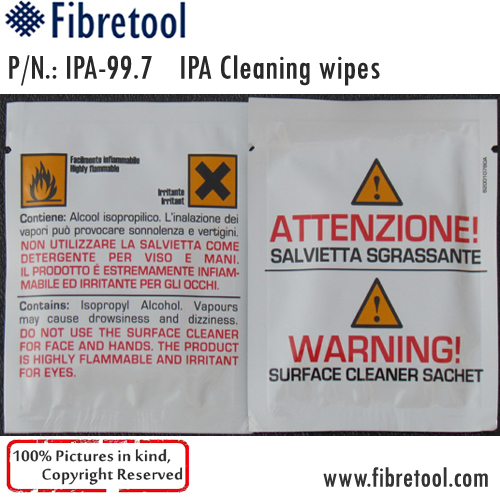 Fibretool
P/N.: IPA-99.7 IPA Cleaning wipes
Facilmente infiammabile
Highly flammable
Irritante
Irritant
Contiene: Alcool isopropilico. L'inalazione dei
vapori può provocare sonnolenza e vertigini.
NON UTILIZZARE LA SALVIETTA COME
DETERGENTE PER VISO E MANI.
IL PRODOTTO É ESTREMAMENTE INFIAM-
MABILE ED IRRITANTE PER GLI OCCHI.
Contains: Isopropyl Alcohol. Vapours
may cause drowsiness and dizziness.
DO NOT USE THE SURFACE CLEANER
FOR FACE AND HANDS. THE PRODUCT
IS HIGHLY FLAMMABLE AND IRRITANT
FOR EYES.
ATTENZIONE!
SALVIETTA SGRASSANTE
WARNING!
SURFACE CLEANER SACHET
100% Pictures in kind,
Copyright Reserved
www.fibretool.com